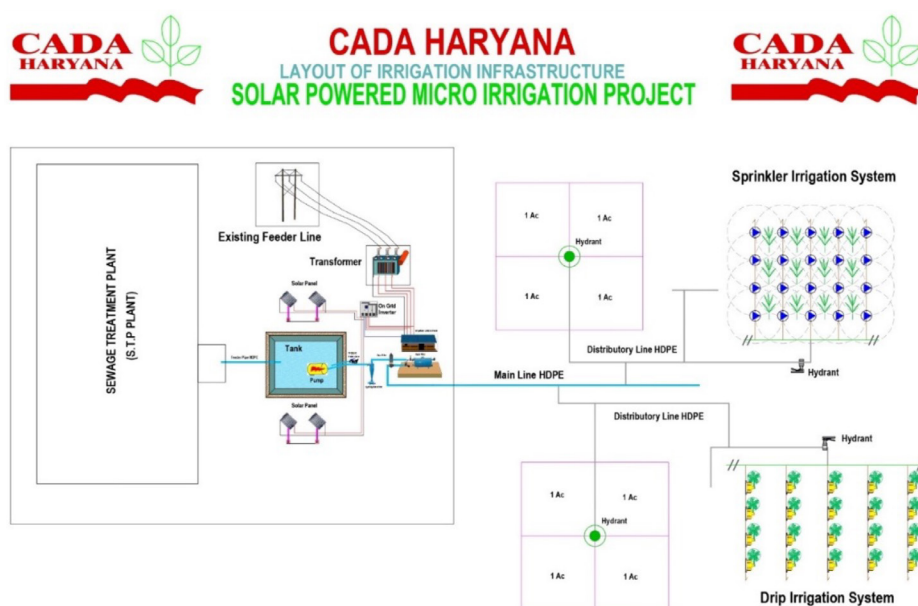 CADA
HARYANA
CADA HARYANA
LAYOUT OF IRRIGATION INFRASTRUCTURE
SOLAR POWERED MICRO IRRIGATION PROJECT
CADA
HARYANA
SEWAGE TREATMENT PLANT
(S.T.P PLANT)
Existing Feeder Line
Transformer
Solar Panel
On Grid
Inverter
Tank
Pump
Solar Panel
1 Ac
1 Ac
Hydrant
1 Ac
1 Ac
Sprinkler Irrigation System
Distributory Line HDPE
Hydrant
Main Line HDPE
Distributory Line HDPE
Hydrant
1 Ac
1 Ac
Hydrant
1 Ac
1 Ac
Drip Irrigation System